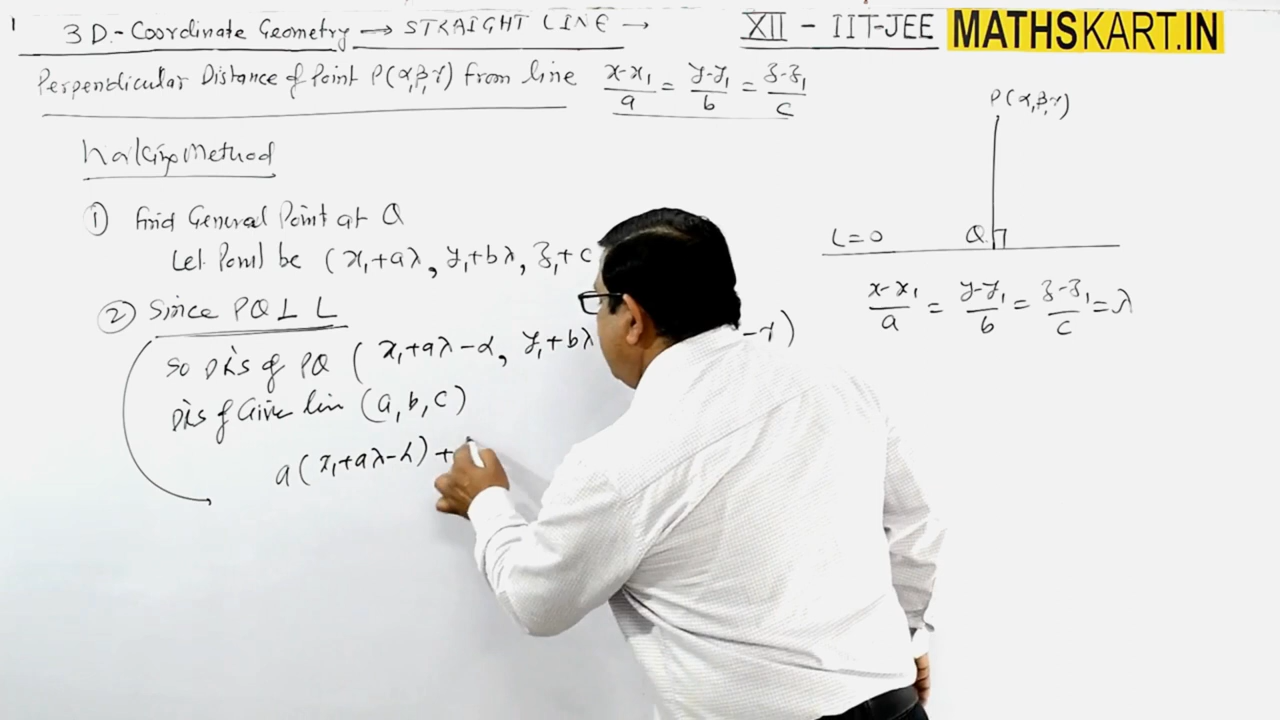 1
3D.-Coordinate Geometry → STRAIGHT LINE →
XII - IIT-JEE
MATHSKART.IN
Perpendicular Distance of Point P(α,β,γ) from line x-x₁/a = y-y₁/b = z-z₁/c
P(α,β,γ)
Method
① Find General Point at Q
L=0 Q
Let Point be (x₁+aλ, y₁+bλ, z₁+c
x-x₁/a = y-y₁/b = z-z₁/c = λ
② Since PQ⊥ L
so DRs of PQ (x₁+aλ-α, y₁+bλ -γ)
DRs of Given line (a, b, c)
a(x₁+aλ-α) +